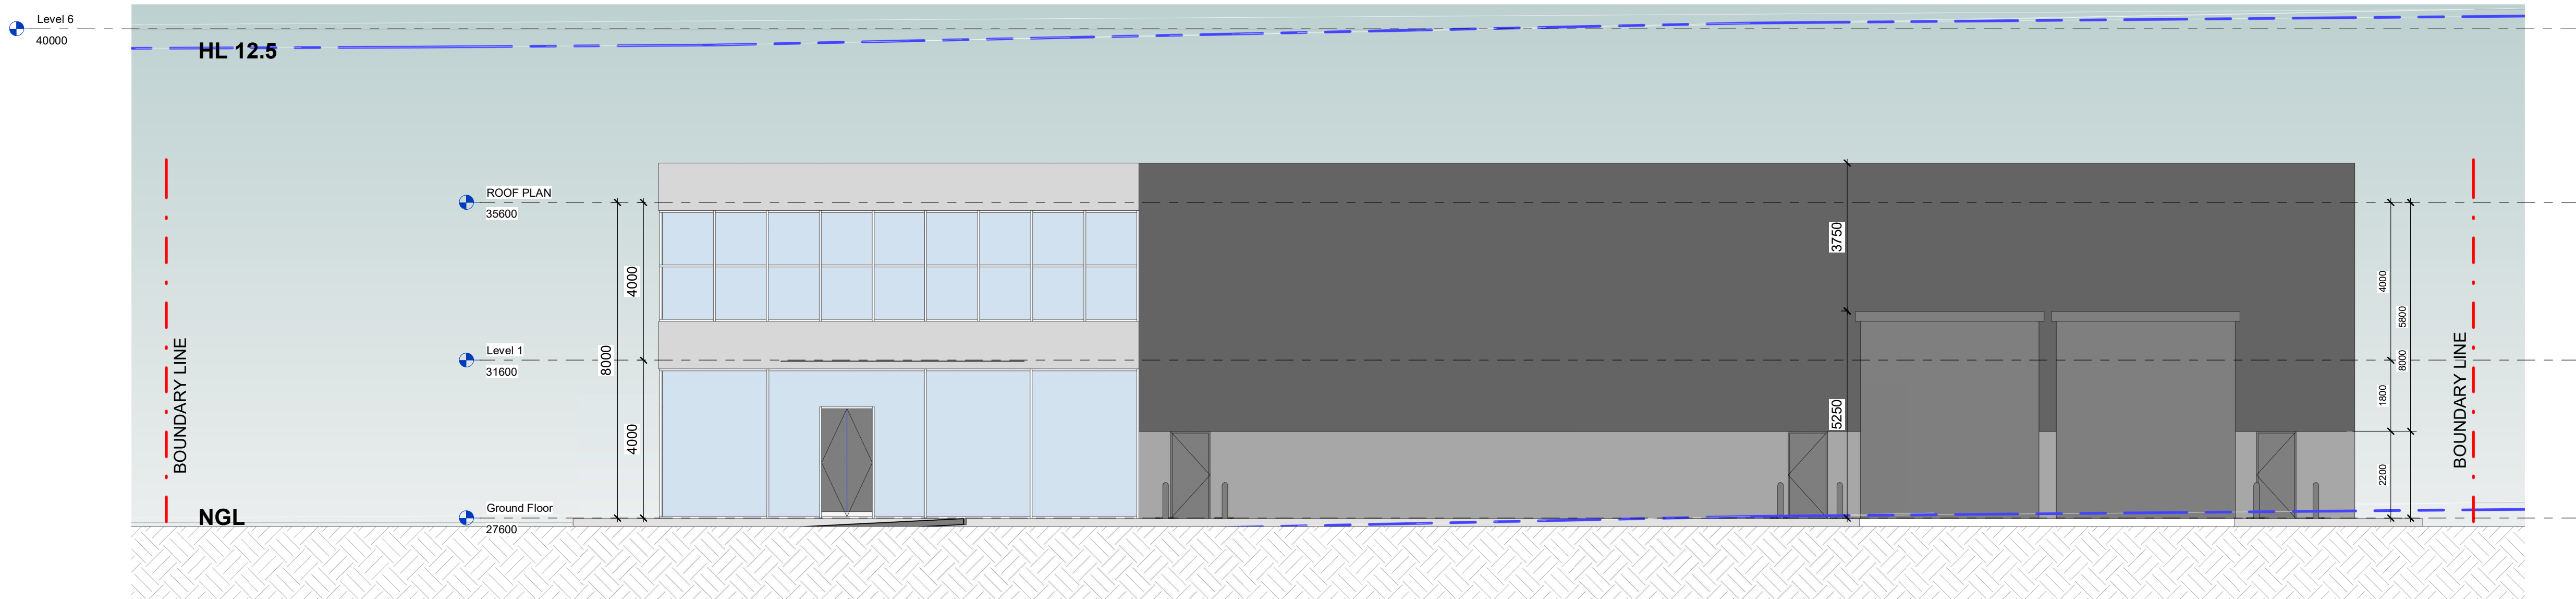 Level 6
40000
HL 12.5
ROOF PLAN
35600
3750
4000
4000
5800
8000
8000
Level 1
31600
BOUNDARY LINE
BOUNDARY LINE
1800
5250
4000
2200
Ground Floor
27600
NGL